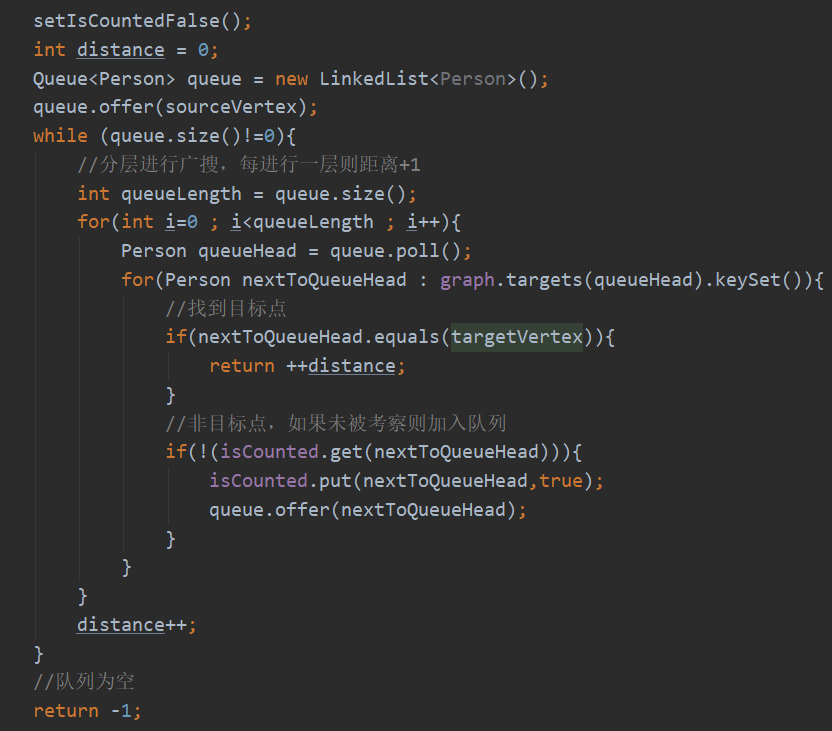 setIsCountedFalse();
int distance = 0;
Queue<Person> queue = new LinkedList<Person>();
queue.offer(sourceVertex);
while (queue.size()!=0){
//分层进行广搜，每进行一层则距离+1
int queueLength = queue.size();
for(int i=0 ; i<queueLength ; i++){
Person queueHead = queue.poll();
for(Person nextToQueueHead : graph.targets(queueHead).keySet()){
//找到目标点
if(nextToQueueHead.equals(targetVertex)){
return ++distance;
}
//非目标点，如果未被考察则加入队列
if(!(isCounted.get(nextToQueueHead))){
isCounted.put(nextToQueueHead,true);
queue.offer(nextToQueueHead);
}
}
}
distance++;
}
//队列为空
return -1;